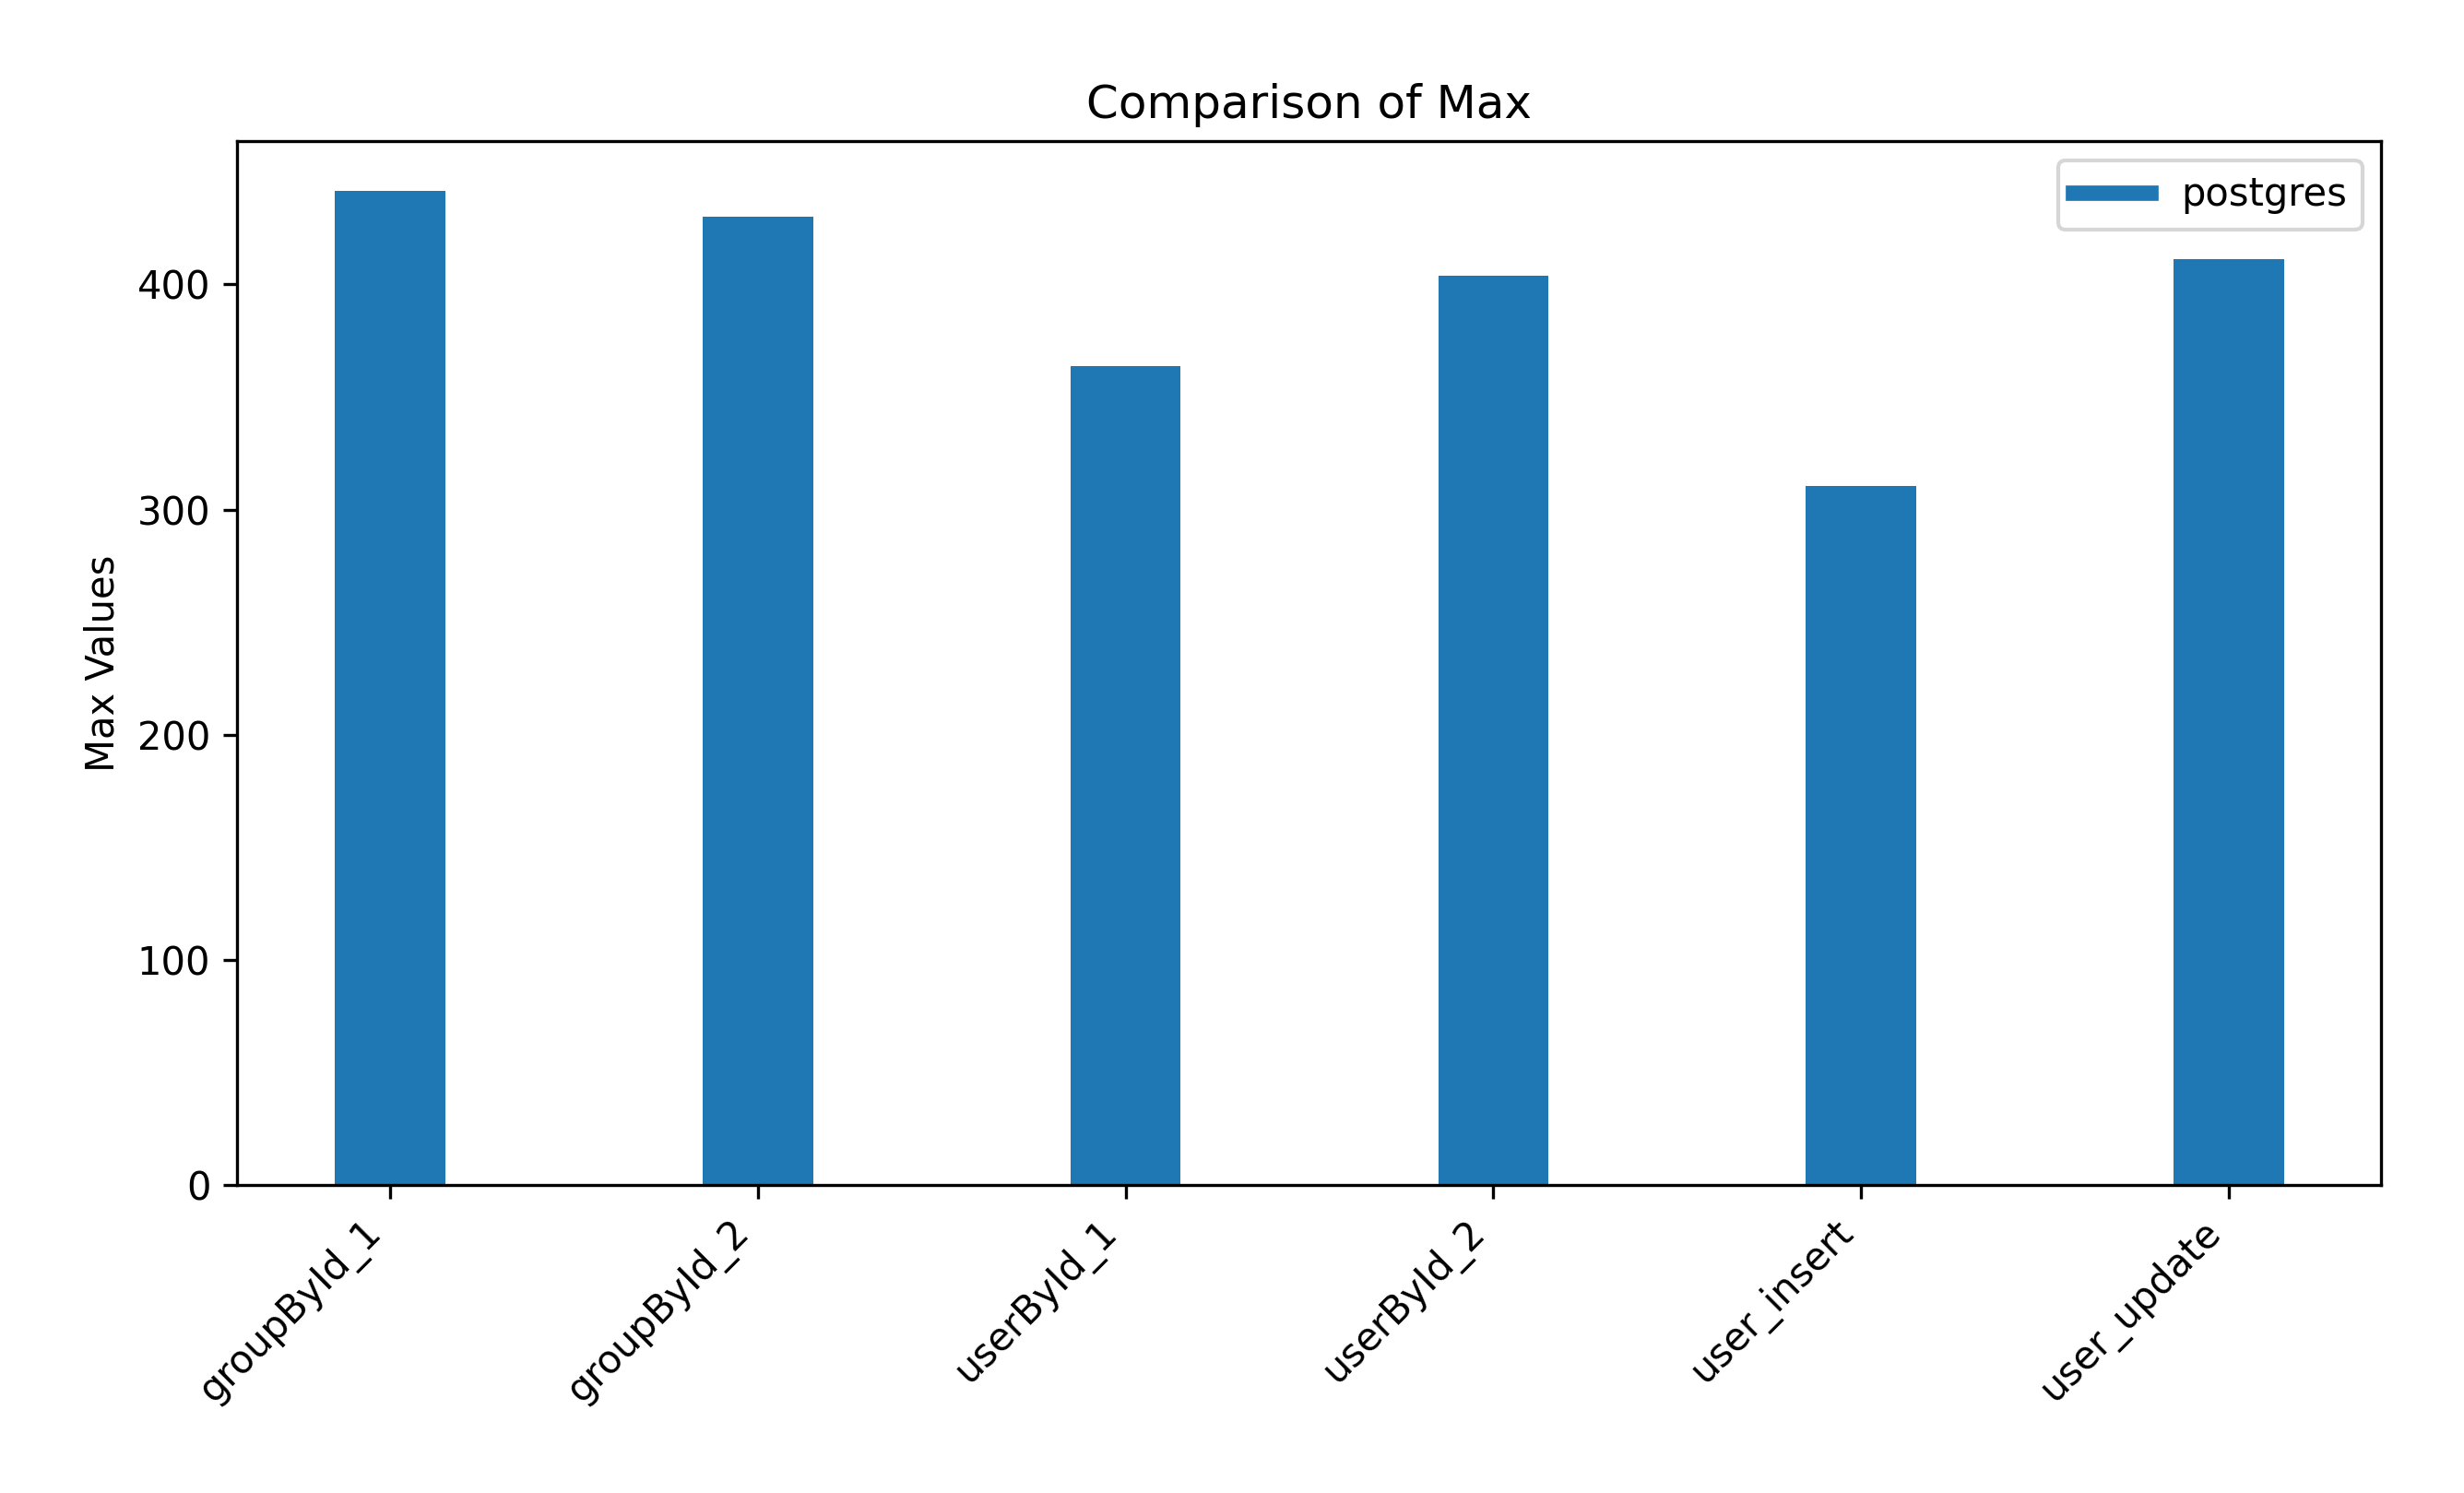 Comparison of Max
postgres
Max Values
400
300
200
100
0
groupById_1
groupById_2
userById_1
userById_2
user_insert
user_update